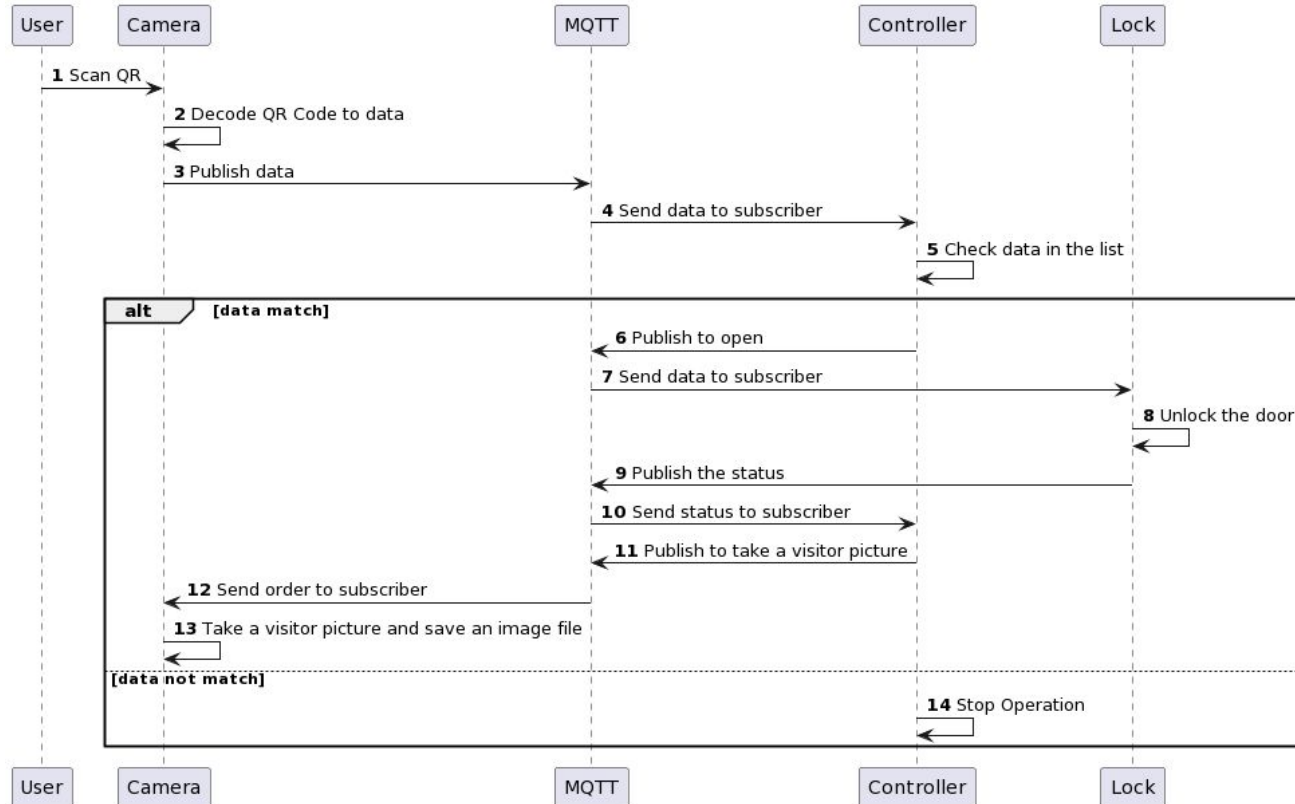 User Camera MQTT Controller Lock
1 Scan QR
2 Decode QR Code to data
3 Publish data
4 Send data to subscriber
5 Check data in the list
alt [data match]
6 Publish to open
7 Send data to subscriber
8 Unlock the door
9 Publish the status
10 Send status to subscriber
11 Publish to take a visitor picture
12 Send order to subscriber
13 Take a visitor picture and save an image file
[data not match]
14 Stop Operation
User Camera MQTT Controller Lock